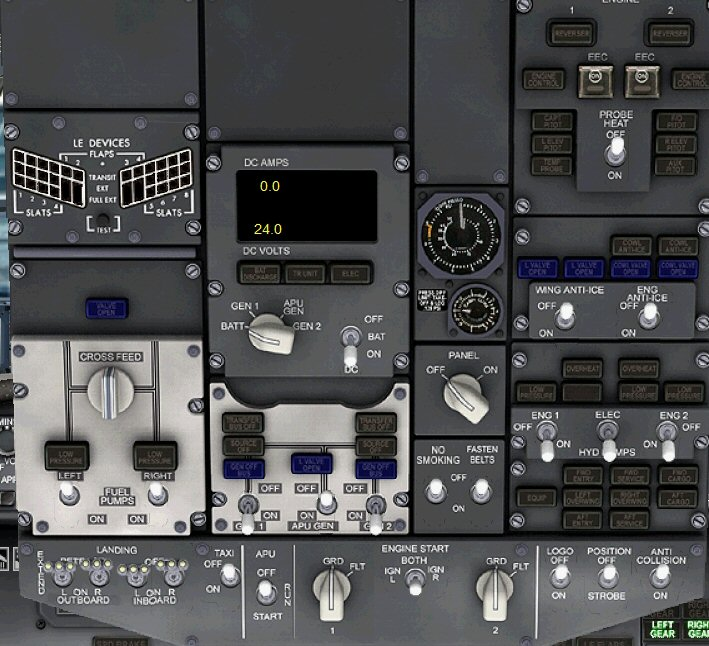 ENGINE
1 2
REVERSER REVERSER
EEC EEC
ON ON
ENGINE CONTROL
ENGINE CONTROL
PROBE
HEAT
OFF
ON
CAPT PITOT
L ELEV PITOT
TEMP PROBE
F/O PITOT
R ELEV PITOT
AUX PITOT
LE DEVICES
FLAPS
1 2 3 4
TRANSIT
EXT
FULL EXT
1 2 3 4
SLATS
5 6 7 8
SLATS
TEST
DC AMPS
0.0
24.0
DC VOLTS
BAT DISCHARGE
TR UNIT
ELEC
GEN 1
APU
GEN
BATT
GEN 2
OFF
BAT
ON
DC
VALVE
OPEN
CROSS FEED
LOW PRESSURE
LOW PRESSURE
LEFT
RIGHT
FUEL
PUMPS
ON ON
TRANSFER BUS OFF
TRANSFER BUS OFF
SOURCE OFF
SOURCE OFF
GEN OFF BUS
L VALVE OPEN
GEN OFF BUS
OFF OFF OFF
ON ON
APU GEN
PANEL
OFF ON
NO
SMOKING
FASTEN
BELTS
OFF
ON
COWL ANTI-ICE
COWL ANTI-ICE
L VALVE OPEN
L VALVE OPEN
COWL VALVE OPEN
COWL VALVE OPEN
WING ANTI-ICE
OFF
ON
ENG
ANTI-ICE
OFF
ON
OVERHEAT
OVERHEAT
LOW PRESSURE
LOW PRESSURE
LOW PRESSURE
ENG 1
ELEC
ENG 2
OFF OFF
ON ON
FWD ENTRY
FWD SERVICE
FWD CARGO
EQUIP
LEFT OVERWING
RIGHT OVERWING
AFT CARGO
AFT ENTRY
AFT SERVICE
EXTEND
LANDING
L ON R
OUTBOARD
L ON R
INBOARD
TAXI
OFF
ON
APU
OFF
RUN
START
GRD
FLT
1
ENGINE START
BOTH
IGN
L
IGN
R
GRD
FLT
2
LOGO
OFF
ON
POSITION
OFF
STROBE
ANTI
COLLISION
OFF
ON
LEFT
GEAR